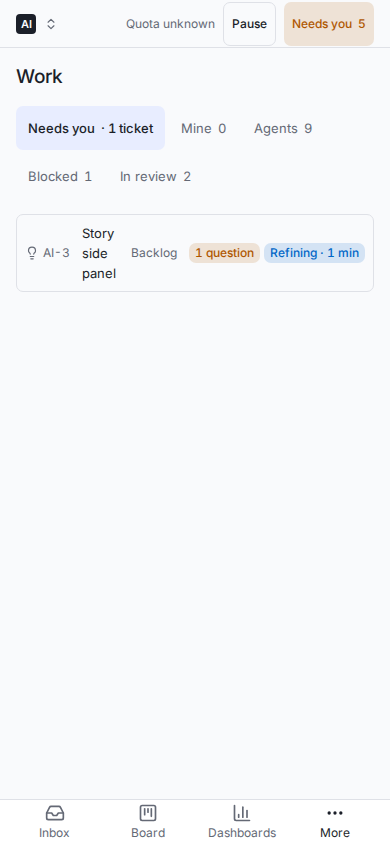 AI Quota unknown Pause Needs you 5
Work
Needs you · 1 ticket Mine 0 Agents 9
Blocked 1 In review 2
AI-3 Story side panel Backlog 1 question Refining · 1 min
Inbox Board Dashboards More